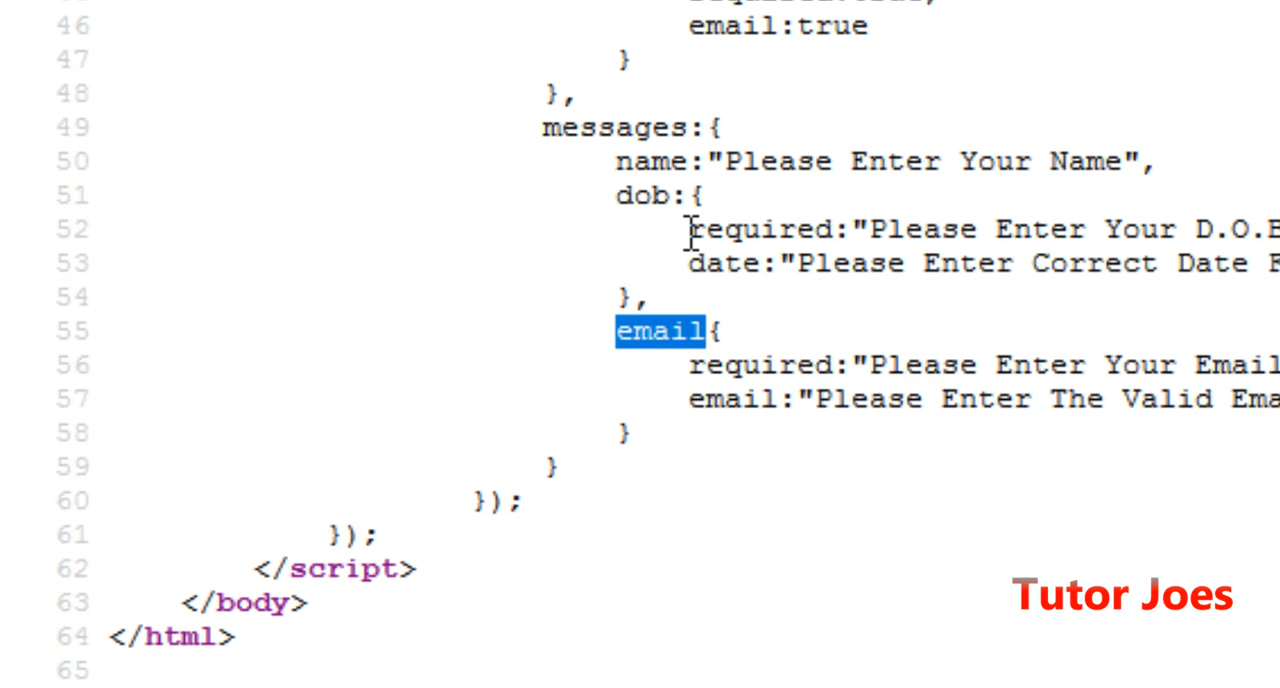 46 email:true
47 }
48 },
49 messages:{
50 name:"Please Enter Your Name",
51 dob:{
52 required:"Please Enter Your D.O.
53 date:"Please Enter Correct Date
54 },
55 email{
56 required:"Please Enter Your Email
57 email:"Please Enter The Valid Ema
58 }
59 }
60 });
61 });
62 </script>
63 </body>
64 </html>
65
Tutor Joes